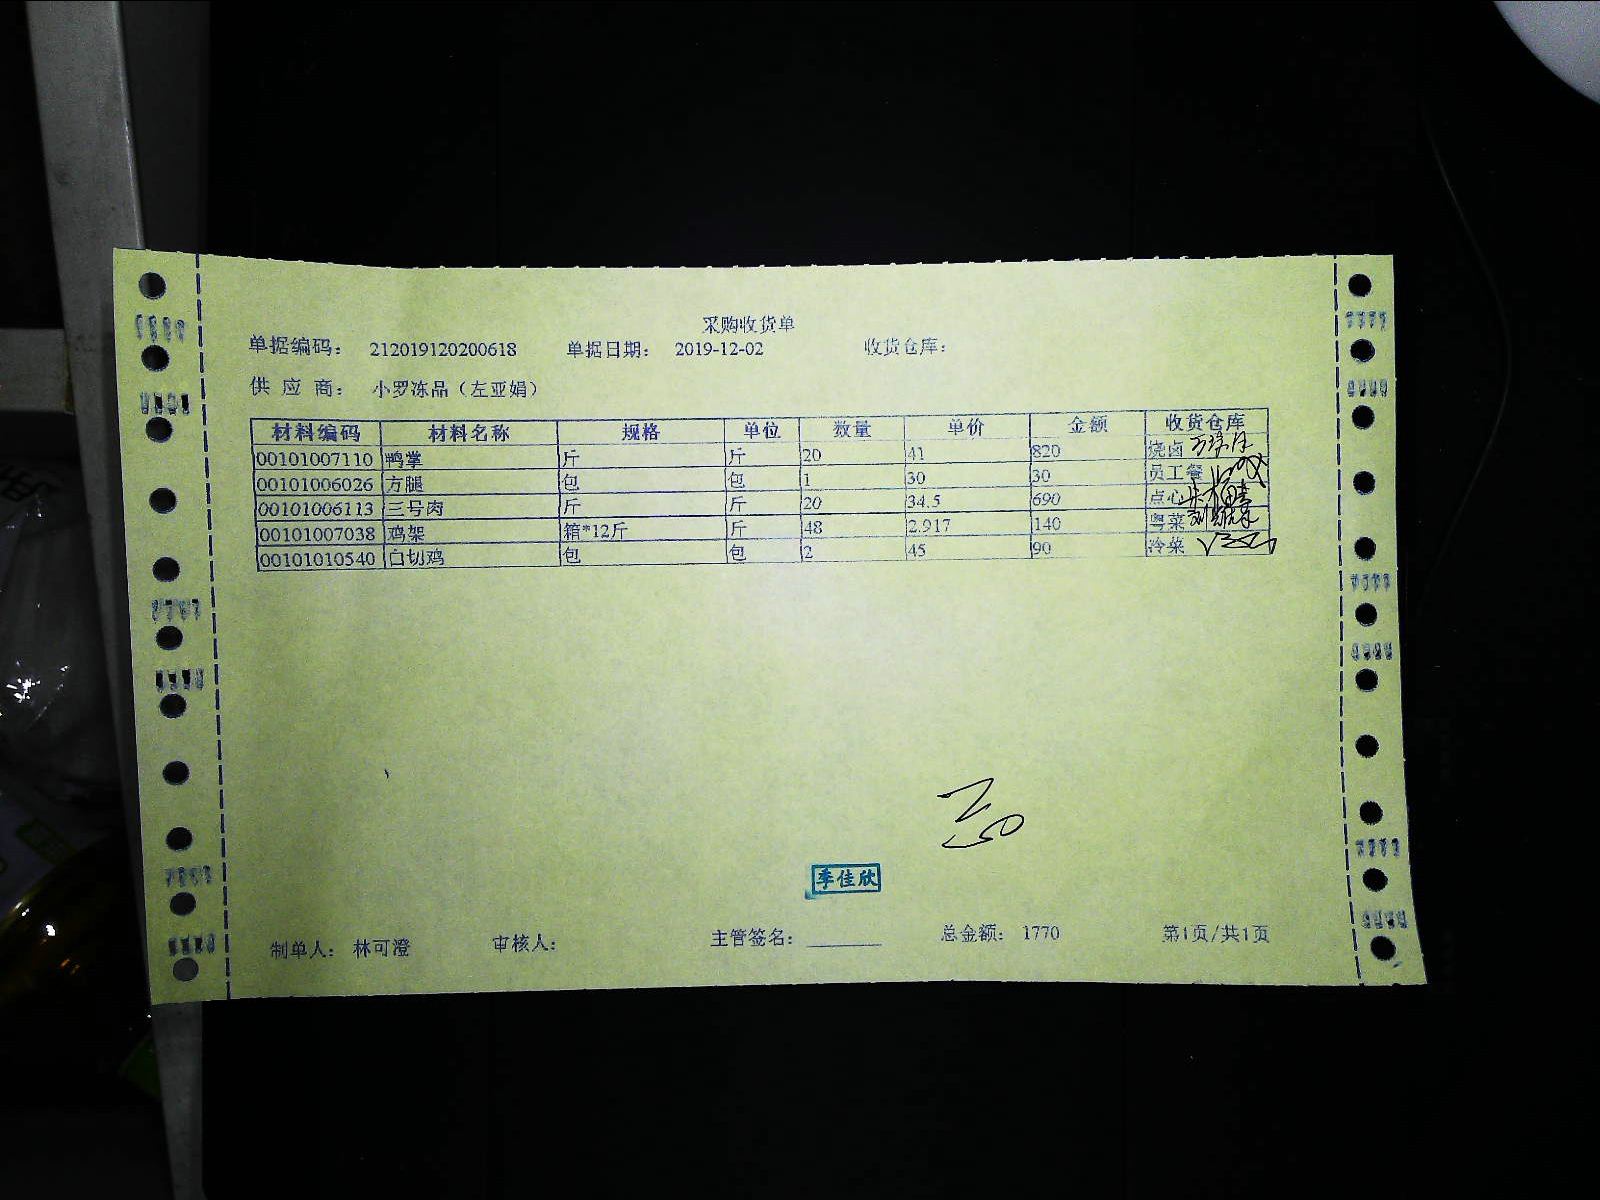 采购收货单
单据编码： 212019120200618 单据日期： 2019-12-02 收货仓库：
供 应 商： 小罗冻品（左亚娟）
材料编码 材料名称 规格 单位 数量 单价 金额 收货仓库
00101007110 鸭掌 斤 斤 20 41 820 烧卤
00101006026 方腿 包 包 1 30 30 员工餐
00101006113 三号肉 斤 斤 20 34.5 690 点心
00101007038 鸡架 箱*12斤 斤 48 2.917 140 粤菜
00101010540 白切鸡 包 包 2 45 90 冷菜
季佳欣
制单人： 林可澄 审核人： 主管签名： 总金额： 1770 第1页/共1页